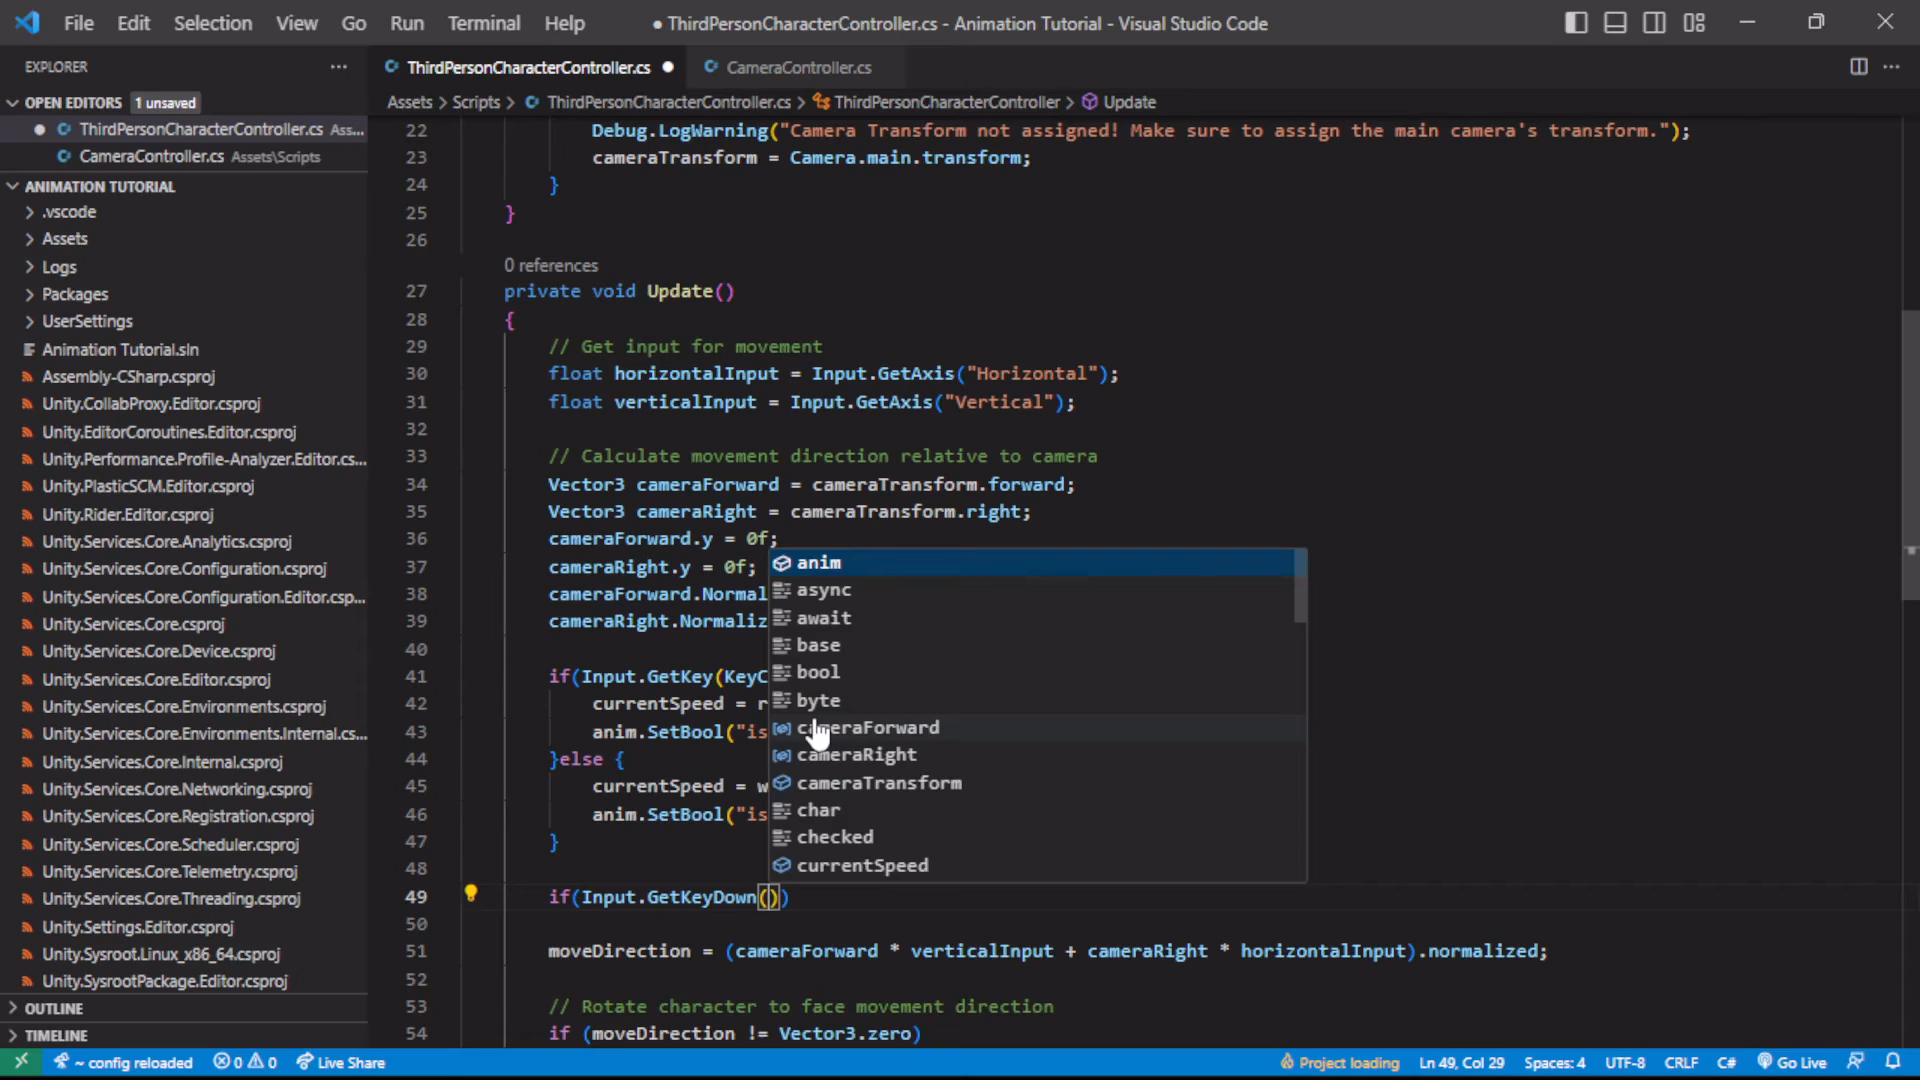 File Edit Selection View Go Run Terminal Help
● ThirdPersonCharacterController.cs - Animation Tutorial - Visual Studio Code
EXPLORER
OPEN EDITORS 1 unsaved
ThirdPersonCharacterController.cs Ass...
CameraController.cs Assets\Scripts
ANIMATION TUTORIAL
.vscode
Assets
Logs
Packages
UserSettings
Animation Tutorial.sln
Assembly-CSharp.csproj
Unity.CollabProxy.Editor.csproj
Unity.EditorCoroutines.Editor.csproj
Unity.Performance.Profile-Analyzer.Editor.cs...
Unity.PlasticSCM.Editor.csproj
Unity.Rider.Editor.csproj
Unity.Services.Core.Analytics.csproj
Unity.Services.Core.Configuration.csproj
Unity.Services.Core.Configuration.Editor.csp...
Unity.Services.Core.csproj
Unity.Services.Core.Device.csproj
Unity.Services.Core.Editor.csproj
Unity.Services.Core.Environments.csproj
Unity.Services.Core.Environments.Internal.cs...
Unity.Services.Core.Internal.csproj
Unity.Services.Core.Networking.csproj
Unity.Services.Core.Registration.csproj
Unity.Services.Core.Scheduler.csproj
Unity.Services.Core.Telemetry.csproj
Unity.Services.Core.Threading.csproj
Unity.Settings.Editor.csproj
Unity.Sysroot.Linux_x86_64.csproj
Unity.SysrootPackage.Editor.csproj
OUTLINE
TIMELINE
ThirdPersonCharacterController.cs ● CameraController.cs
Assets > Scripts > ThirdPersonCharacterController.cs > ThirdPersonCharacterController > Update
22 Debug.LogWarning("Camera Transform not assigned! Make sure to assign the main camera's transform.");
23 cameraTransform = Camera.main.transform;
24 }
25 }
26
0 references
27 private void Update()
28 {
29 // Get input for movement
30 float horizontalInput = Input.GetAxis("Horizontal");
31 float verticalInput = Input.GetAxis("Vertical");
32
33 // Calculate movement direction relative to camera
34 Vector3 cameraForward = cameraTransform.forward;
35 Vector3 cameraRight = cameraTransform.right;
36 cameraForward.y = 0f;
37 cameraRight.y = 0f;
38 cameraForward.Normal
39 cameraRight.Normaliz
40
41 if(Input.GetKey(KeyC
42 currentSpeed = r
43 anim.SetBool("is
44 }else {
45 currentSpeed = w
46 anim.SetBool("is
47 }
48
49 if(Input.GetKeyDown())
50
51 moveDirection = (cameraForward * verticalInput + cameraRight * horizontalInput).normalized;
52
53 // Rotate character to face movement direction
54 if (moveDirection != Vector3.zero)
anim
async
await
base
bool
byte
cameraForward
cameraRight
cameraTransform
char
checked
currentSpeed
~ config reloaded 0 0 Live Share
Project loading Ln 49, Col 29 Spaces: 4 UTF-8 CRLF C# Go Live